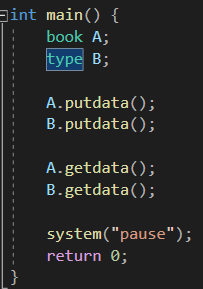 int main() {
book A;
type B;
A.putdata();
B.putdata();
A.getdata();
B.getdata();
system("pause");
return 0;
}